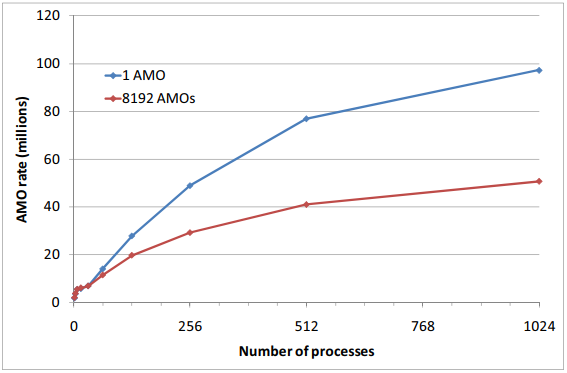 120
100
80
60
40
20
0
AMO rate (millions)
1 AMO
8192 AMOs
0 256 512 768 1024
Number of processes